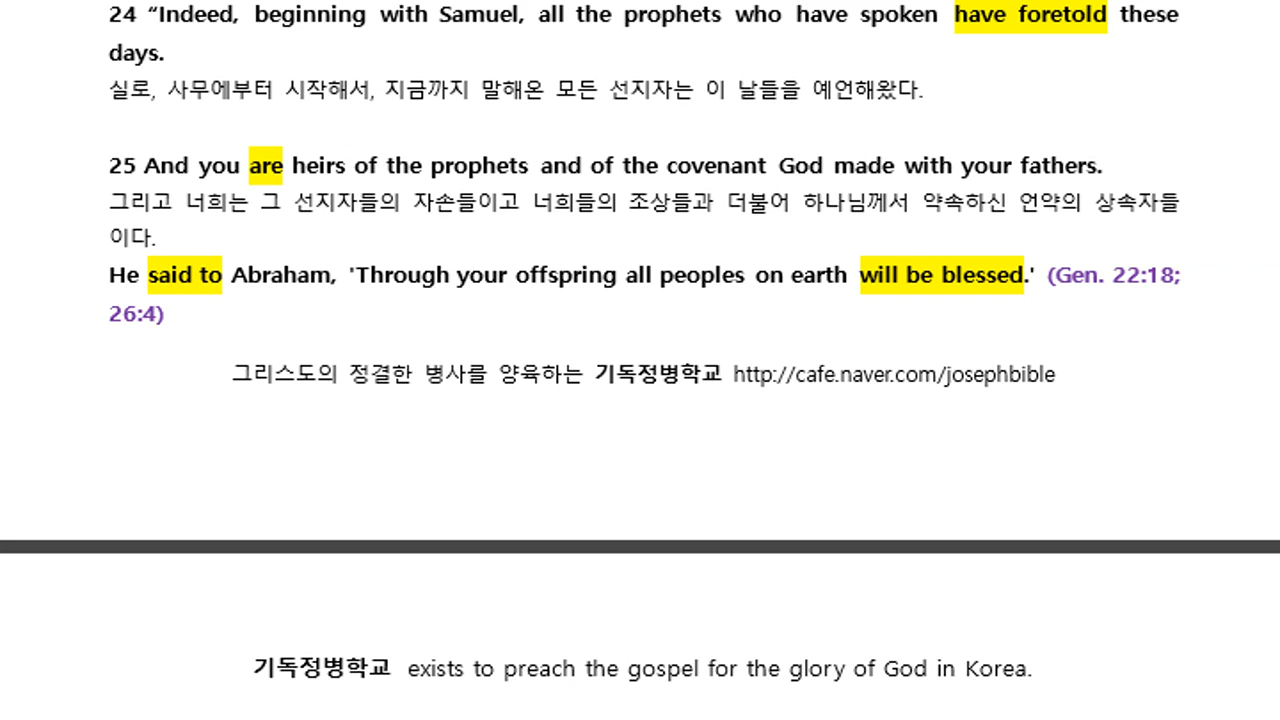 24 “Indeed, beginning with Samuel, all the prophets who have spoken have foretold these
days.
실로, 사무에부터 시작해서, 지금까지 말해온 모든 선지자는 이 날들을 예언해왔다.
25 And you are heirs of the prophets and of the covenant God made with your fathers.
그리고 너희는 그 선지자들의 자손들이고 너희들의 조상들과 더불어 하나님께서 약속하신 언약의 상속자들
이다.
He said to Abraham, 'Through your offspring all peoples on earth will be blessed.' (Gen. 22:18;
26:4)
그리스도의 정결한 병사를 양육하는 기독정병학교 http://cafe.naver.com/josephbible
기독정병학교 exists to preach the gospel for the glory of God in Korea.